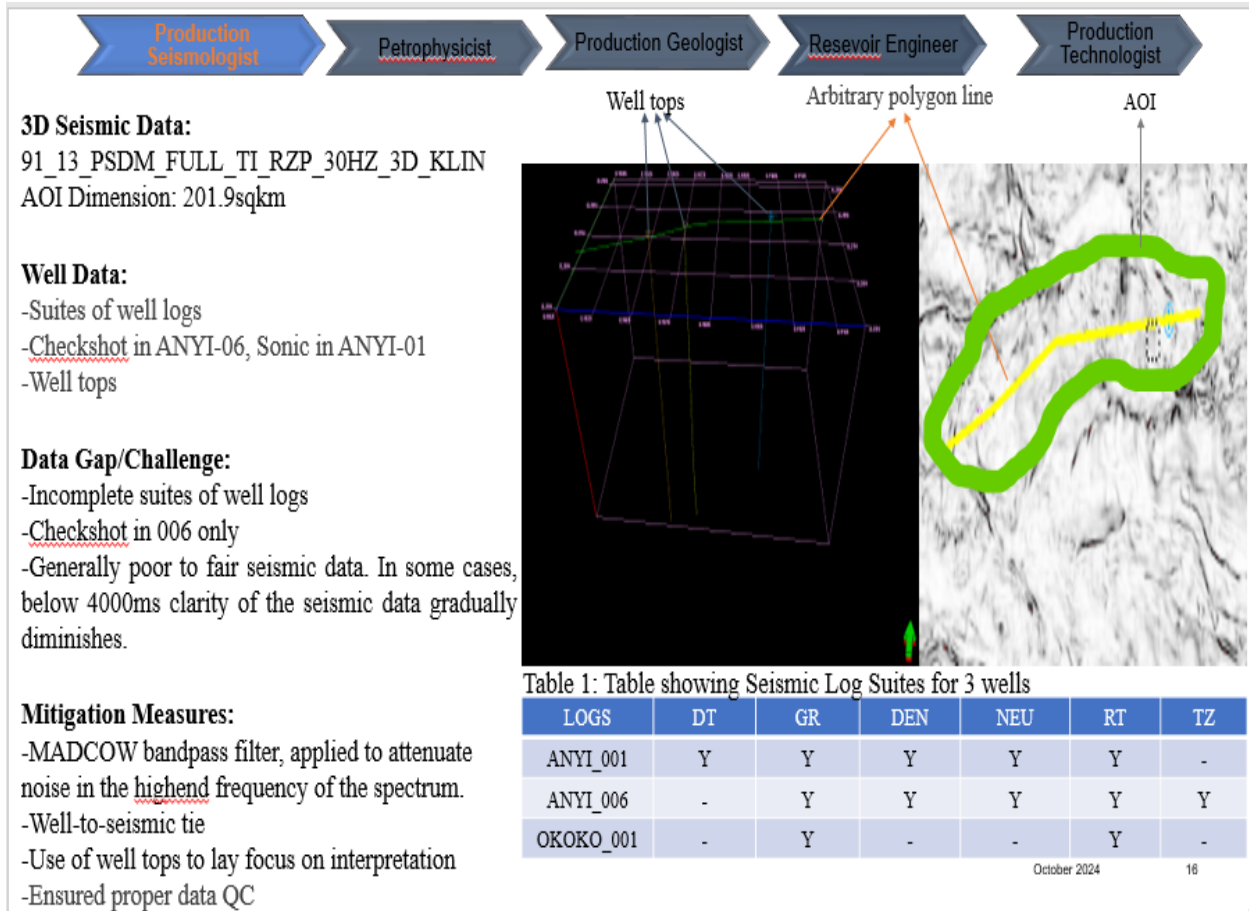 Production
Seismologist
Petrophysicist
Production Geologist
Resevoir Engineer
Production
Technologist
Well tops
Arbitrary polygon line
AOI
3D Seismic Data:
91_13_PSDM_FULL_TI_RZP_30HZ_3D_KLIN
AOI Dimension: 201.9sqkm
Well Data:
-Suites of well logs
-Checkshot in ANYI-06, Sonic in ANYI-01
-Well tops
Data Gap/Challenge:
-Incomplete suites of well logs
-Checkshot in 006 only
-Generally poor to fair seismic data. In some cases,
below 4000ms clarity of the seismic data gradually
diminishes.
Mitigation Measures:
-MADCOW bandpass filter, applied to attenuate
noise in the highend frequency of the spectrum.
-Well-to-seismic tie
-Use of well tops to lay focus on interpretation
-Ensured proper data QC
Table 1: Table showing Seismic Log Suites for 3 wells
LOGS DT GR DEN NEU RT TZ
ANYI_001 Y Y Y Y Y -
ANYI_006 - Y Y Y Y Y
OKOKO_001 - Y - - Y -
October 2024 16